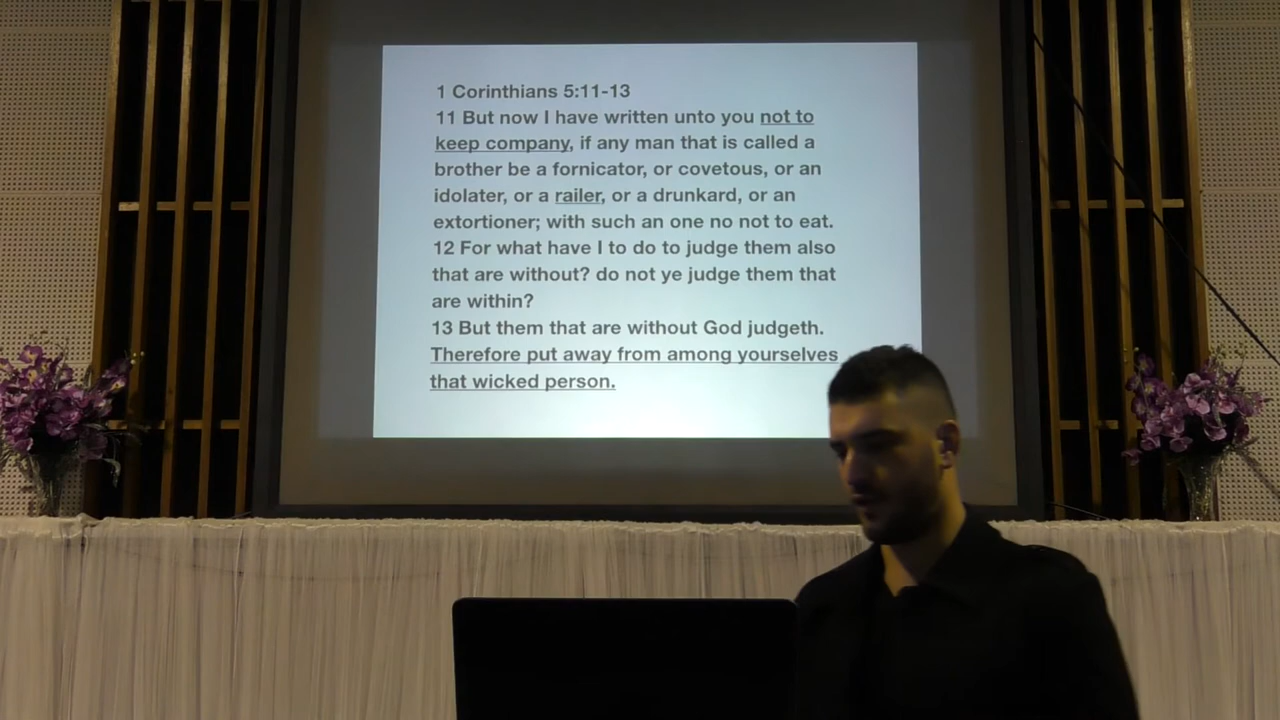 1 Corinthians 5:11-13
11 But now I have written unto you not to
keep company, if any man that is called a
brother be a fornicator, or covetous, or an
idolater, or a railer, or a drunkard, or an
extortioner; with such an one no not to eat.
12 For what have I to do to judge them also
that are without? do not ye judge them that
are within?
13 But them that are without God judgeth.
Therefore put away from among yourselves
that wicked person.